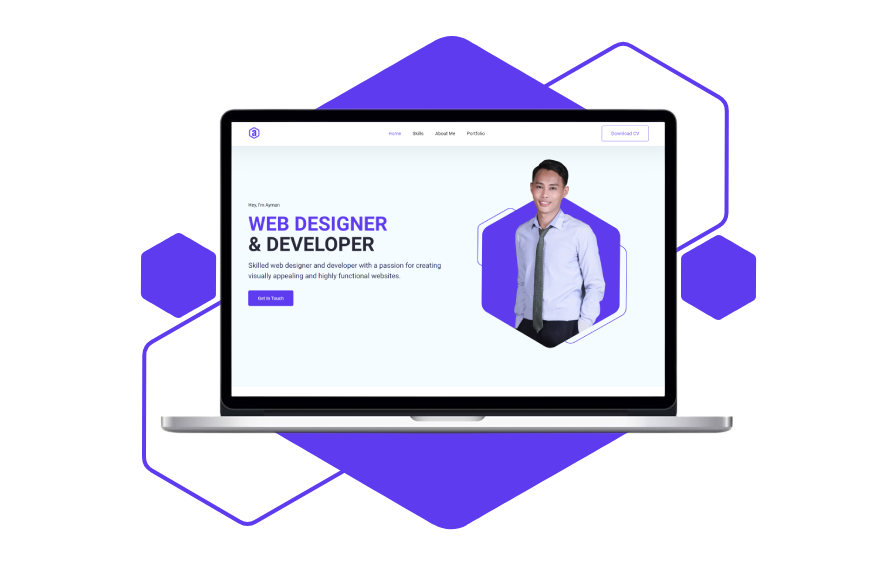 a
Home Skills About Me Portfolio Download CV
Hey, I'm Ayman
WEB DESIGNER
& DEVELOPER
Skilled web designer and developer with a passion for creating
visually appealing and highly functional websites.
Get In Touch